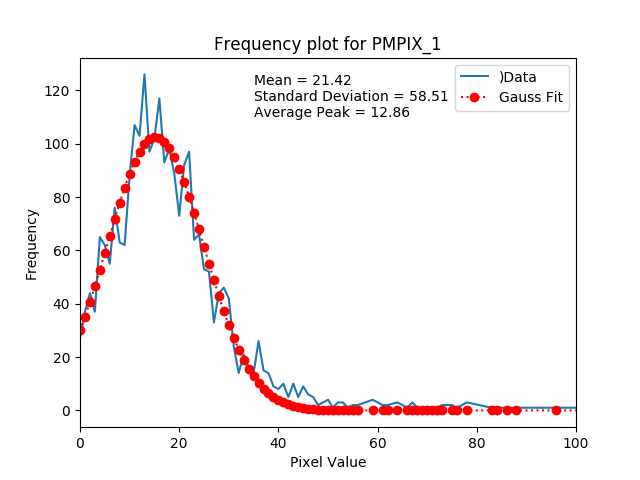 Frequency plot for PMPIX_1
Mean = 21.42
Standard Deviation = 58.51
Average Peak = 12.86
)Data
Gauss Fit
Frequency
120
100
80
60
40
20
0
0 20 40 60 80 100
Pixel Value